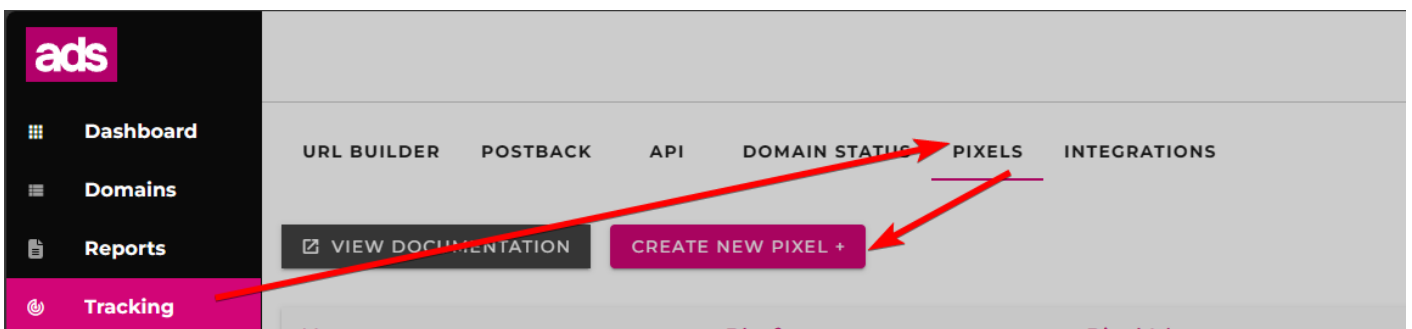 ads
Dashboard
Domains
Reports
Tracking
URL BUILDER POSTBACK API DOMAIN STATUS PIXELS INTEGRATIONS
VIEW DOCUMENTATION CREATE NEW PIXEL +